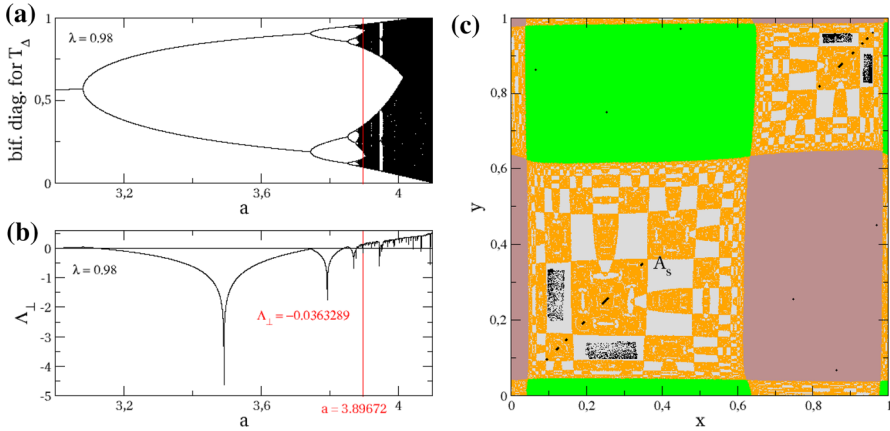 (a)
λ = 0.98
bif. diag. for T_Δ
1
0,5
0
3,2
3,6
4
a
(b)
λ = 0.98
Λ⊥
0
-1
-2
-3
-4
-5
Λ⊥ = −0.0363289
a = 3.89672
3,2
3,6
4
a
(c)
y
1
0,8
0,6
0,4
0,2
0
A_s
0
0,2
0,4
0,6
0,8
1
x